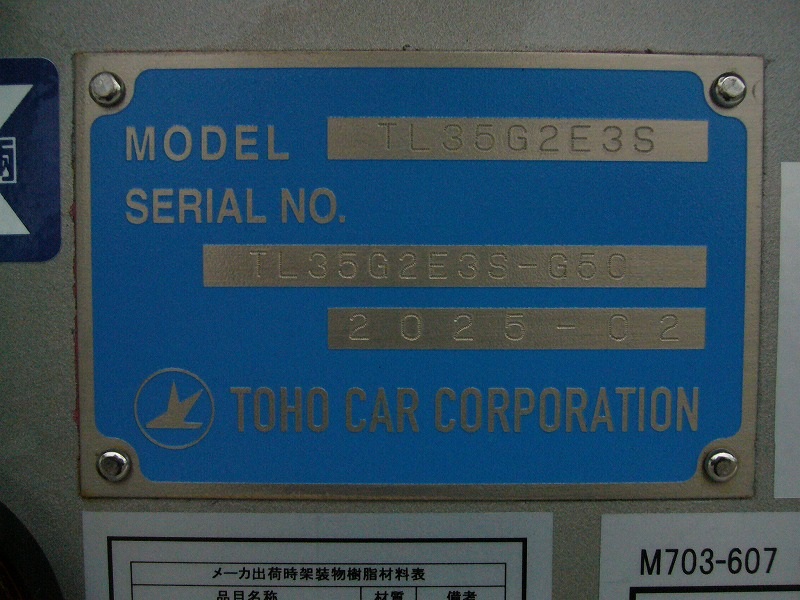 MODEL TL35G2E3S
SERIAL NO.
TL35G2E3S-G50
2025-02
TOHO CAR CORPORATION
メーカ出荷時架装物樹脂材料表
品目名称 材質 備考
M703-607